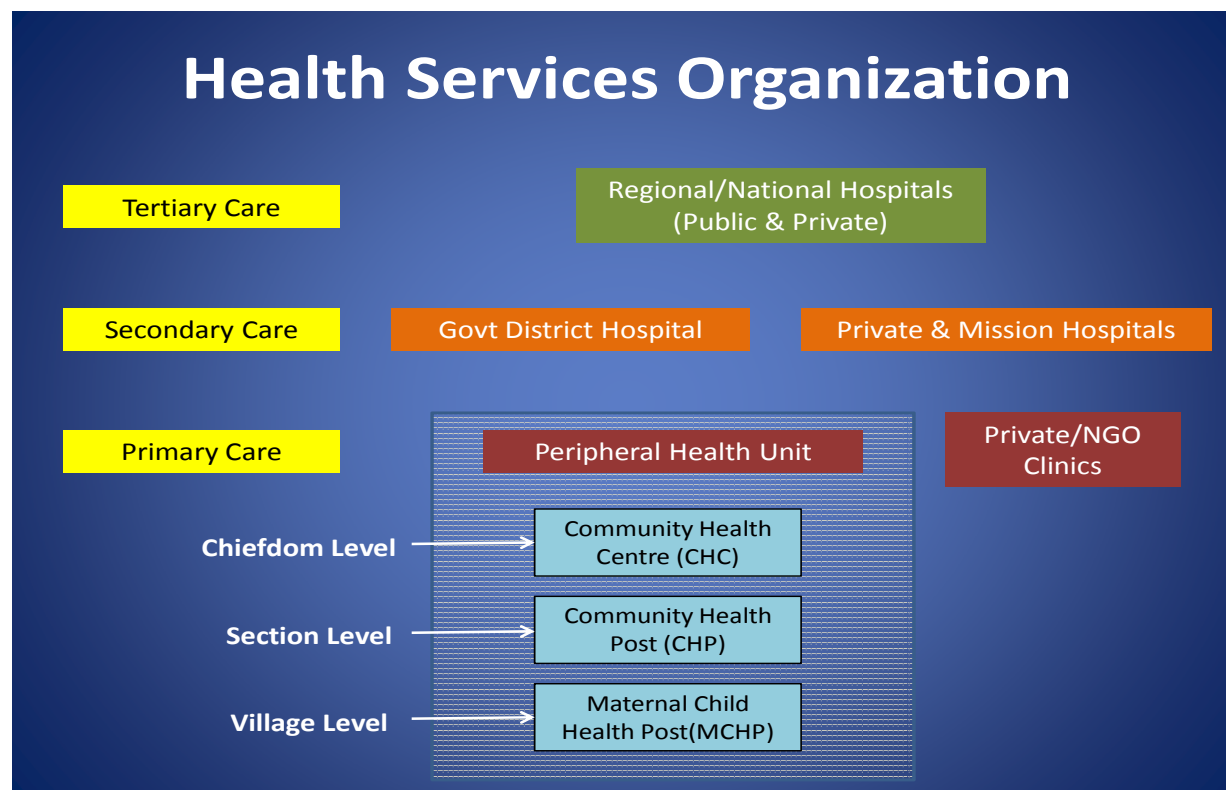 Health Services Organization
Tertiary Care
Regional/National Hospitals
(Public & Private)
Secondary Care
Govt District Hospital
Private & Mission Hospitals
Primary Care
Peripheral Health Unit
Private/NGO
Clinics
Chiefdom Level
Community Health
Centre (CHC)
Section Level
Community Health
Post (CHP)
Village Level
Maternal Child
Health Post(MCHP)